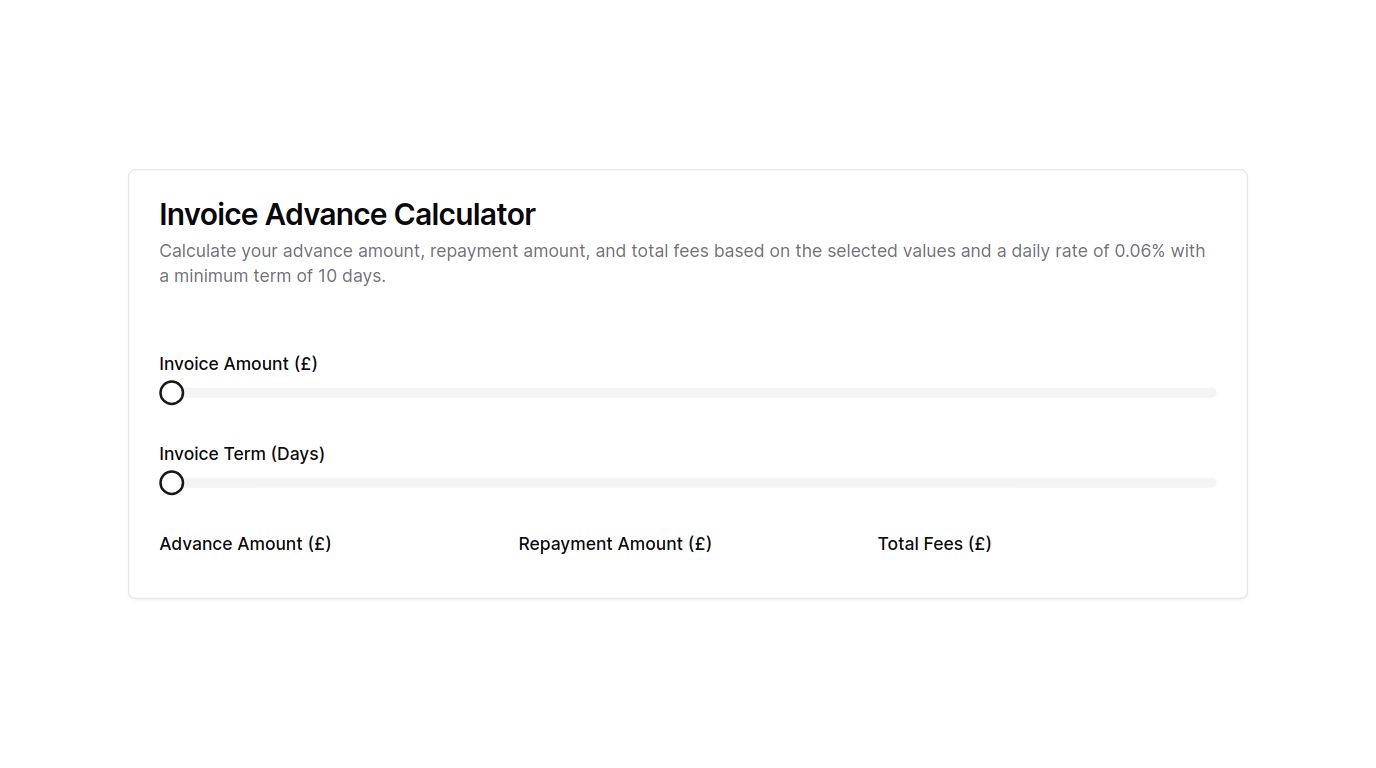 Invoice Advance Calculator
Calculate your advance amount, repayment amount, and total fees based on the selected values and a daily rate of 0.06% with
a minimum term of 10 days.
Invoice Amount (£)
Invoice Term (Days)
Advance Amount (£)
Repayment Amount (£)
Total Fees (£)